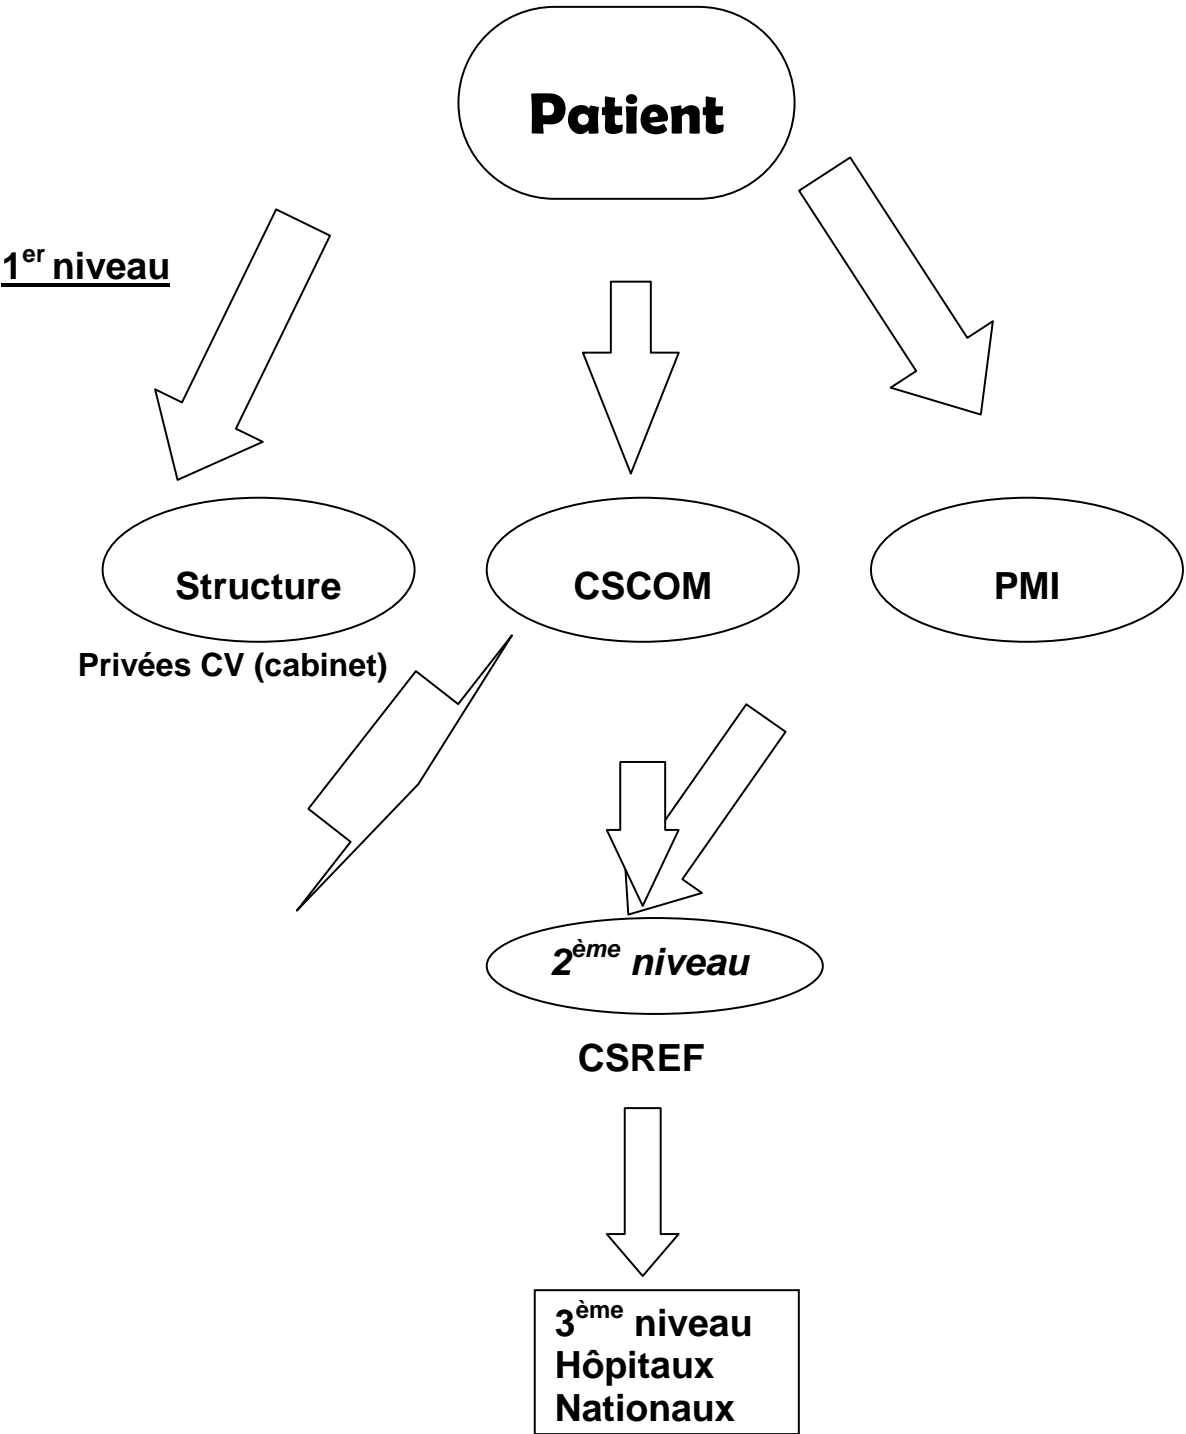 Patient
1er niveau
Structure
CSCOM
PMI
Privées CV (cabinet)
2ème niveau
CSREF
3ème niveau
Hôpitaux
Nationaux